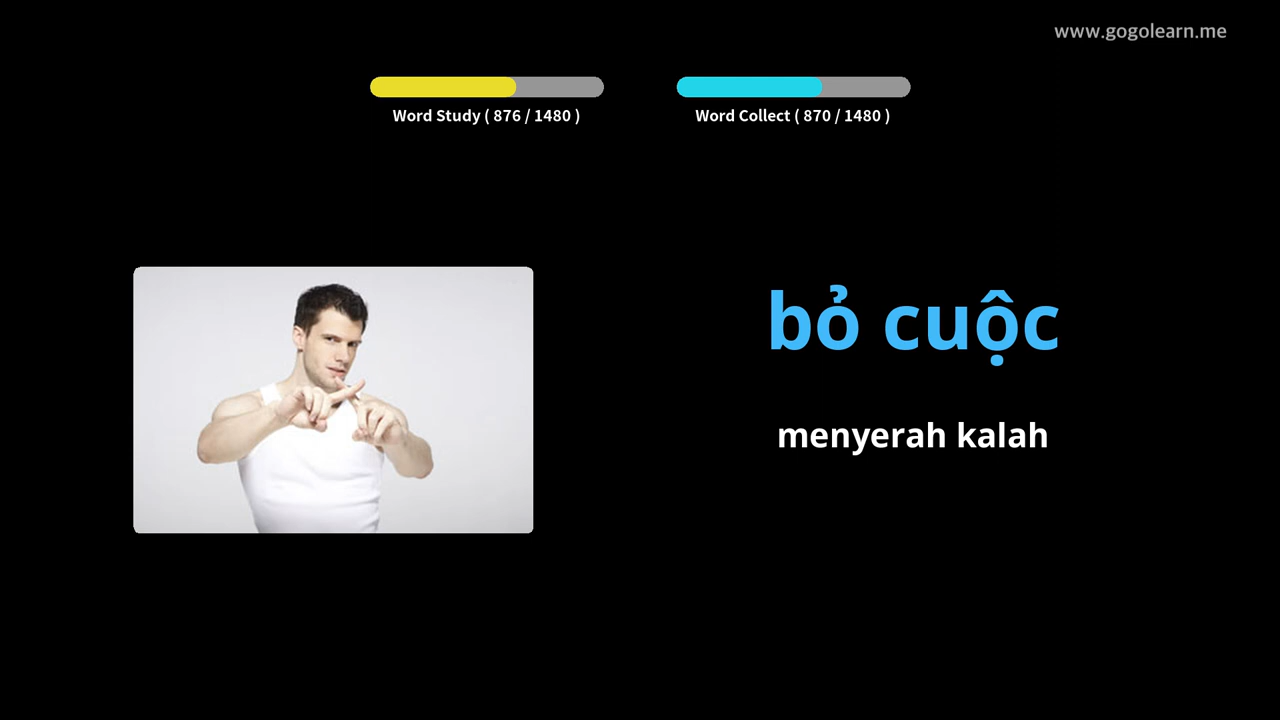 www.gogolearn.me
Word Study ( 876 / 1480 )
Word Collect ( 870 / 1480 )
bỏ cuộc
menyerah kalah